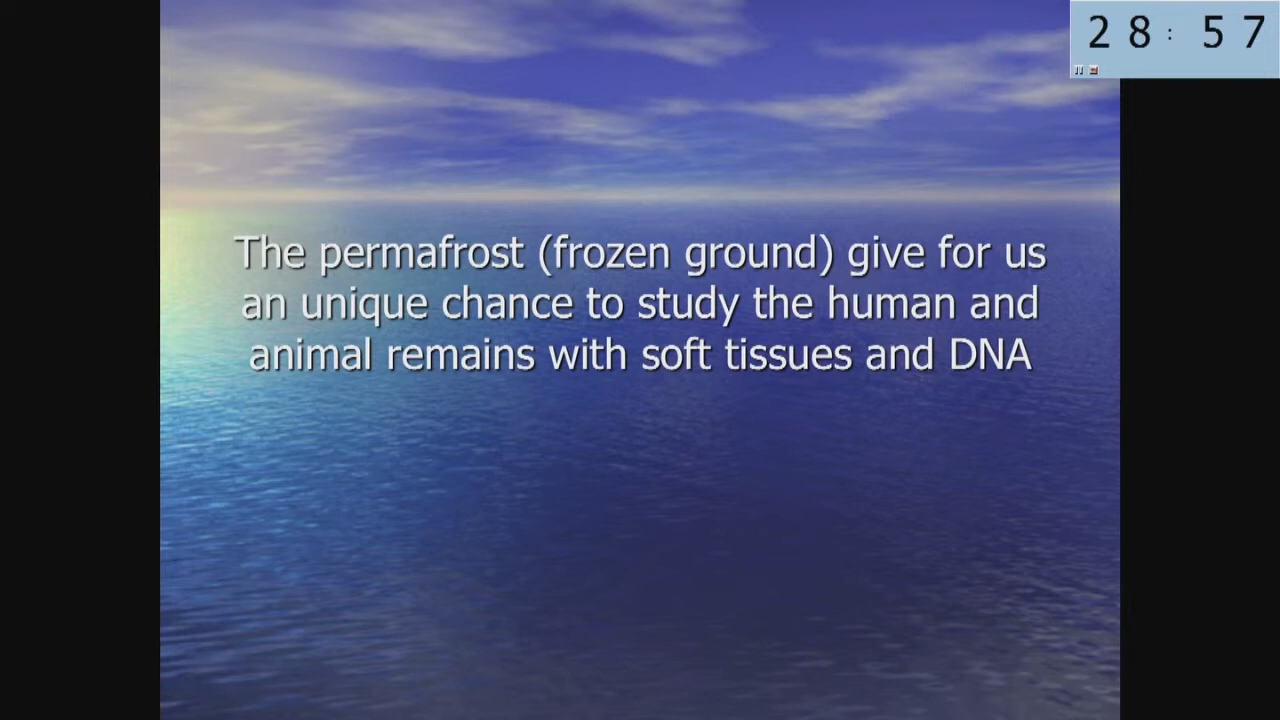 28: 57
The permafrost (frozen ground) give for us
an unique chance to study the human and
animal remains with soft tissues and DNA